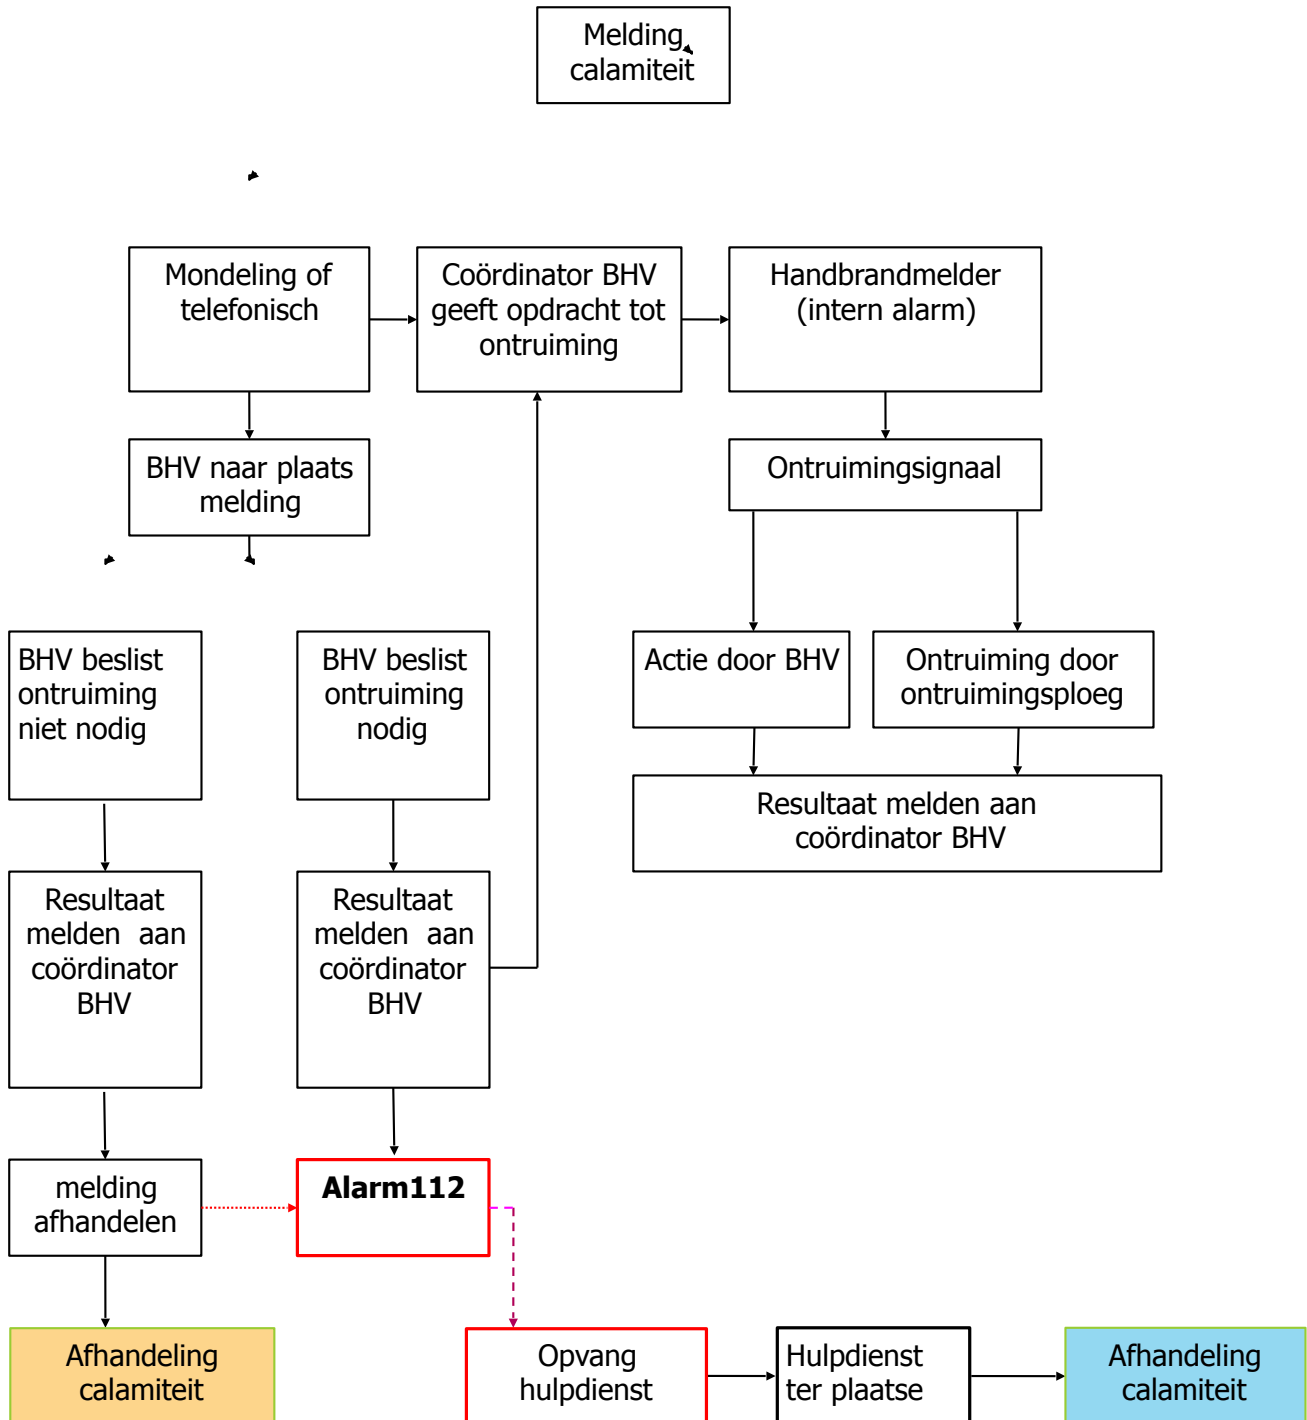 Melding
calamiteit
Mondeling of
telefonisch
Coördinator BHV
geeft opdracht tot
ontruiming
Handbrandmelder
(intern alarm)
BHV naar plaats
melding
Ontruimingsignaal
BHV beslist
ontruiming
niet nodig
BHV beslist
ontruiming
nodig
Actie door BHV
Ontruiming door
ontruimingsploeg
Resultaat melden aan
coördinator BHV
Resultaat
melden aan
coördinator
BHV
Resultaat
melden aan
coördinator
BHV
melding
afhandelen
Alarm112
Afhandeling
calamiteit
Opvang
hulpdienst
Hulpdienst
ter plaatse
Afhandeling
calamiteit